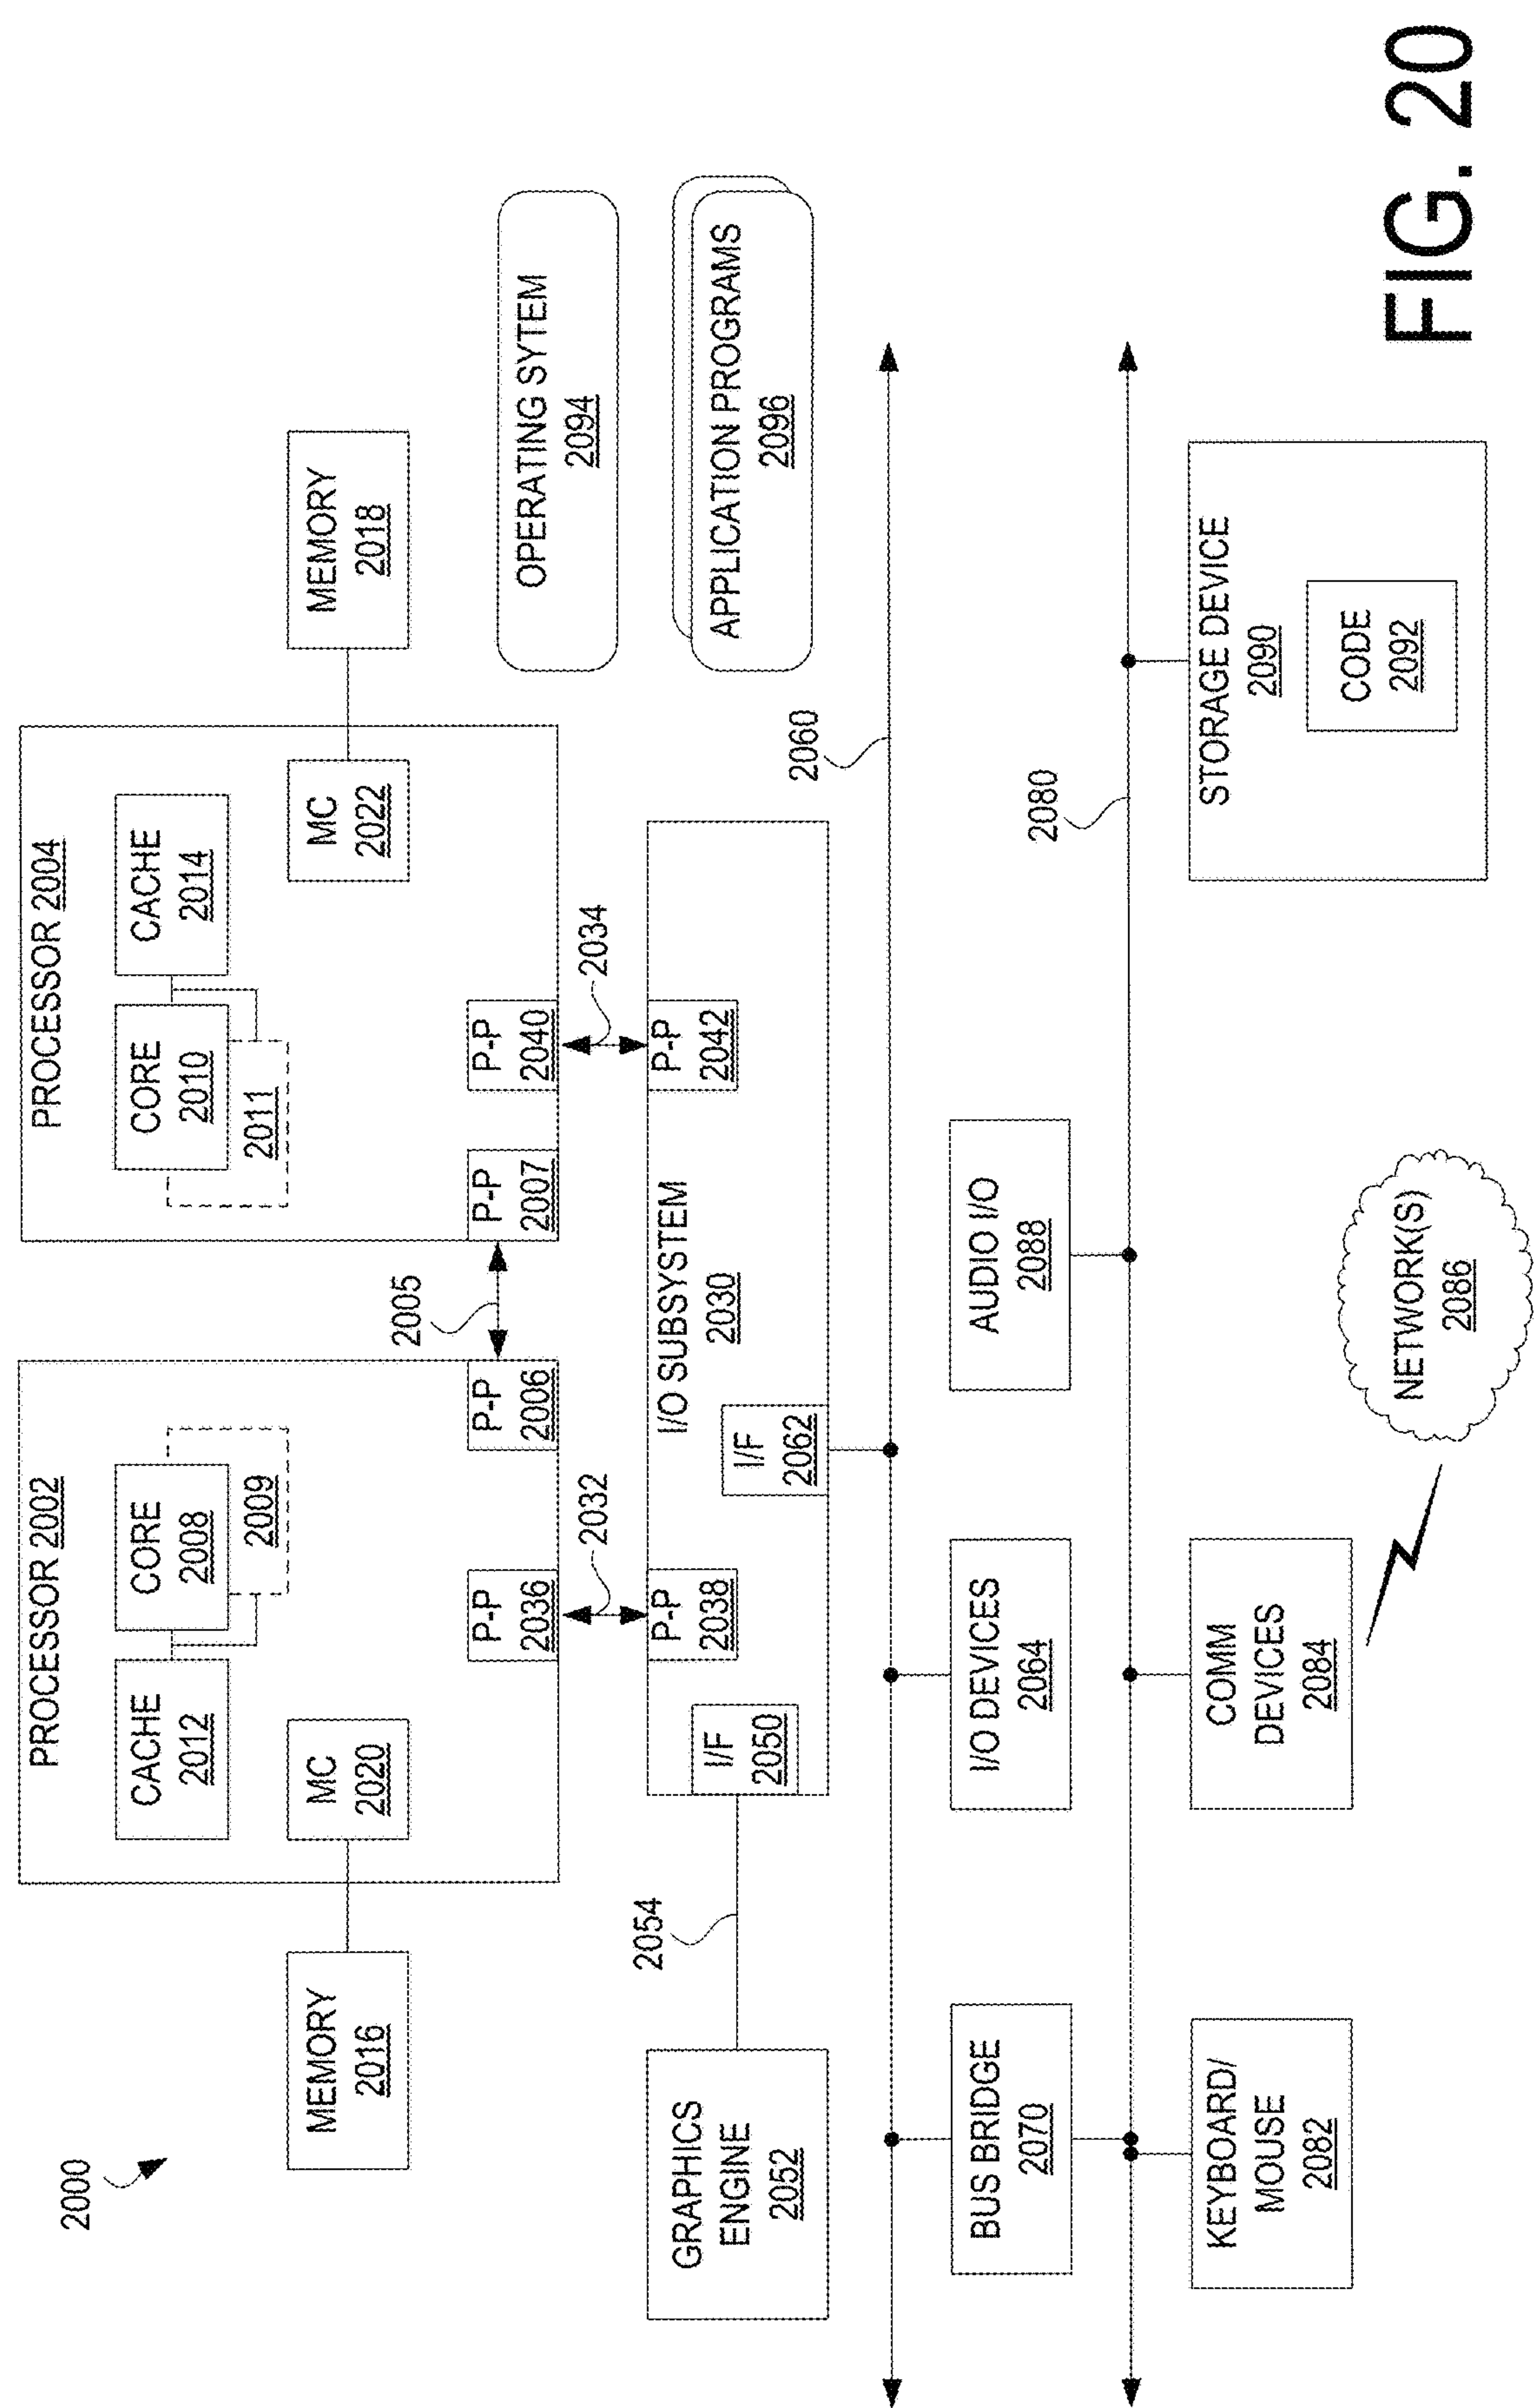 2000
PROCESSOR 2002
CACHE
2012
CORE
2008
2009
MC
2020
MEMORY
2016
P-P
2036
P-P
2006
2005
PROCESSOR 2004
CORE
2010
2011
CACHE
2014
MC
2022
MEMORY
2018
P-P
2007
P-P
2040
2032
2034
OPERATING SYTEM
2094
APPLICATION PROGRAMS
2096
GRAPHICS
ENGINE
2052
2054
I/F
2050
P-P
2038
I/O SUBSYSTEM
2030
I/F
2062
P-P
2042
2060
BUS BRIDGE
2070
I/O DEVICES
2064
AUDIO I/O
2088
2080
KEYBOARD/
MOUSE
2082
COMM
DEVICES
2084
NETWORK(S)
2086
STORAGE DEVICE
2090
CODE
2092
FIG. 20